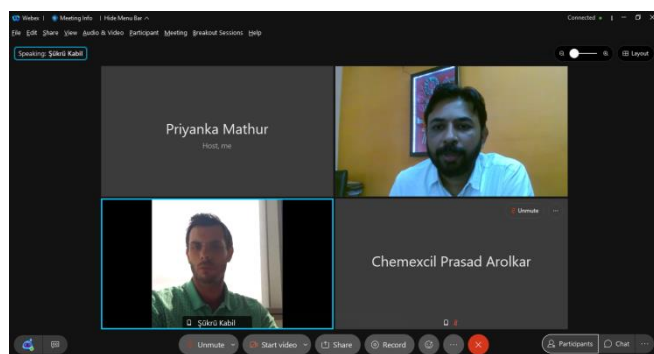 Webex | Meeting Info | Hide Menu Bar
Connected
File Edit Share View Audio & Video Participant Meeting Breakout Sessions Help
Speaking: Şükrü Kabil
Layout
Priyanka Mathur
Host, me
Unmute
Chemexcil Prasad Arolkar
Şükrü Kabil
Unmute Start video Share Record Participants Chat